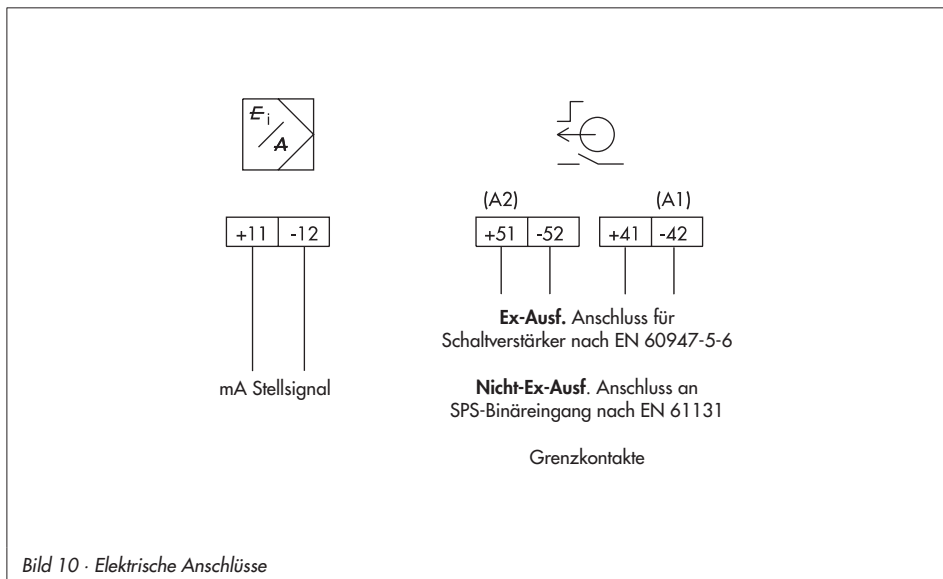 E i
A
(A2) (A1)
+11 -12 +51 -52 +41 -42
Ex-Ausf. Anschluss für
Schaltverstärker nach EN 60947-5-6
mA Stellsignal
Nicht-Ex-Ausf. Anschluss an
SPS-Binäreingang nach EN 61131
Grenzkontakte
Bild 10 · Elektrische Anschlüsse